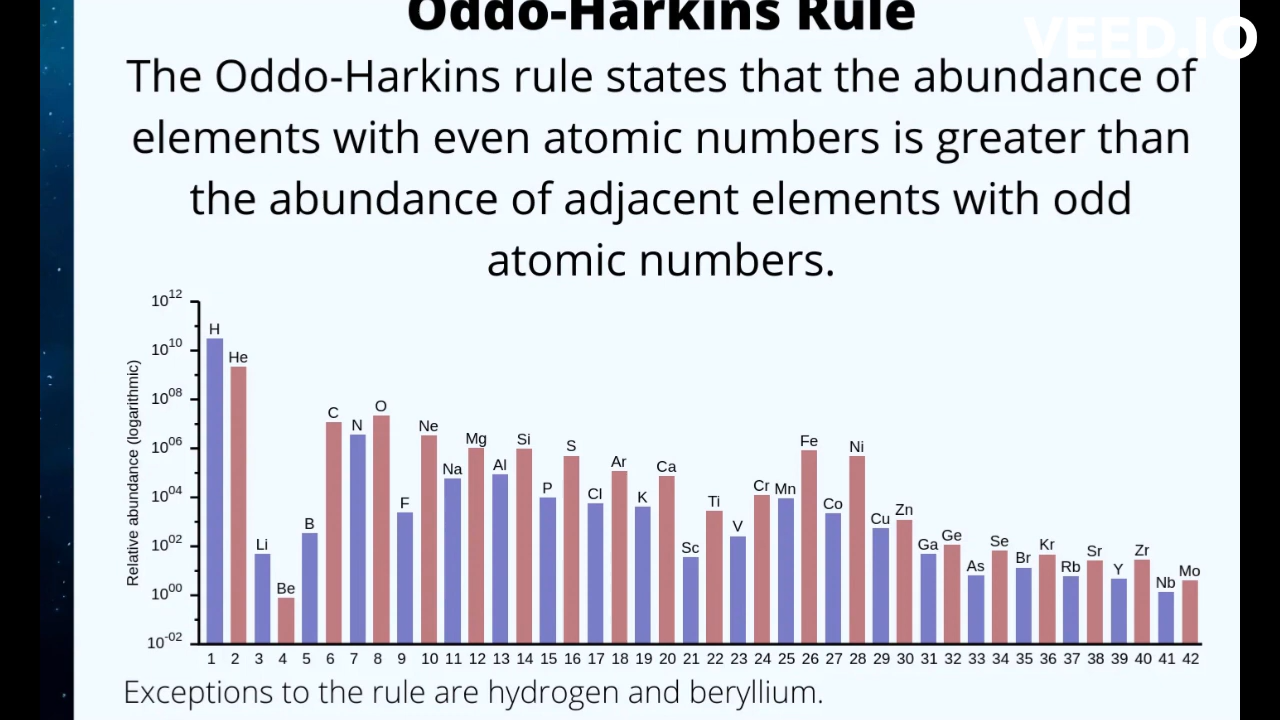 Oddo-Harkins Rule
VEED.IO
The Oddo-Harkins rule states that the abundance of
elements with even atomic numbers is greater than
the abundance of adjacent elements with odd
atomic numbers.
Relative abundance (logarithmic)
10^12
10^10
10^08
10^06
10^04
10^02
10^00
10^-02
H He Li Be B C N O F Ne Na Mg Al Si P S Cl Ar K Ca Sc Ti V Cr Mn Fe Co Ni Cu Zn Ga Ge As Se Br Kr Rb Sr Y Zr Nb Mo
1 2 3 4 5 6 7 8 9 10 11 12 13 14 15 16 17 18 19 20 21 22 23 24 25 26 27 28 29 30 31 32 33 34 35 36 37 38 39 40 41 42
Exceptions to the rule are hydrogen and beryllium.